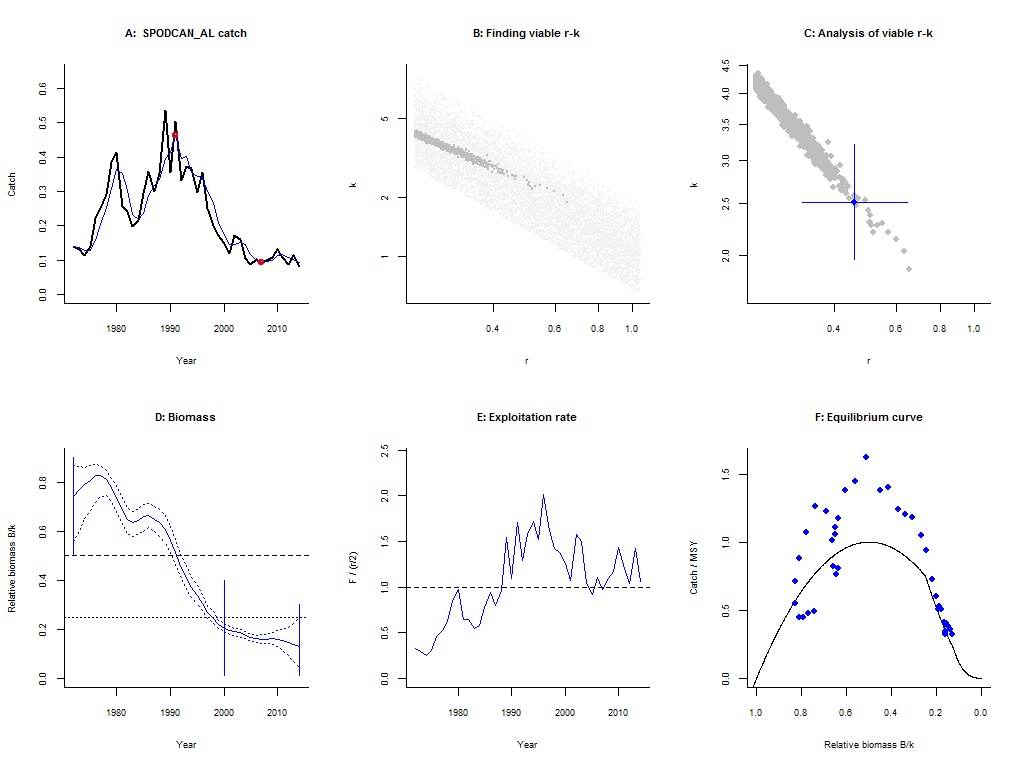 A: SPODCAN_AL catch
Catch
0.0 0.1 0.2 0.3 0.4 0.5 0.6
1980 1990 2000 2010
Year
B: Finding viable r-k
k
1 2 5
0.4 0.6 0.8 1.0
r
C: Analysis of viable r-k
k
2.0 2.5 3.0 3.5 4.0 4.5
0.4 0.6 0.8 1.0
r
D: Biomass
Relative biomass B/k
0.0 0.2 0.4 0.6 0.8
1980 1990 2000 2010
Year
E: Exploitation rate
F / (r/2)
0.0 0.5 1.0 1.5 2.0 2.5
1980 1990 2000 2010
Year
F: Equilibrium curve
Catch / MSY
0.0 0.5 1.0 1.5
1.0 0.8 0.6 0.4 0.2 0.0
Relative biomass B/k